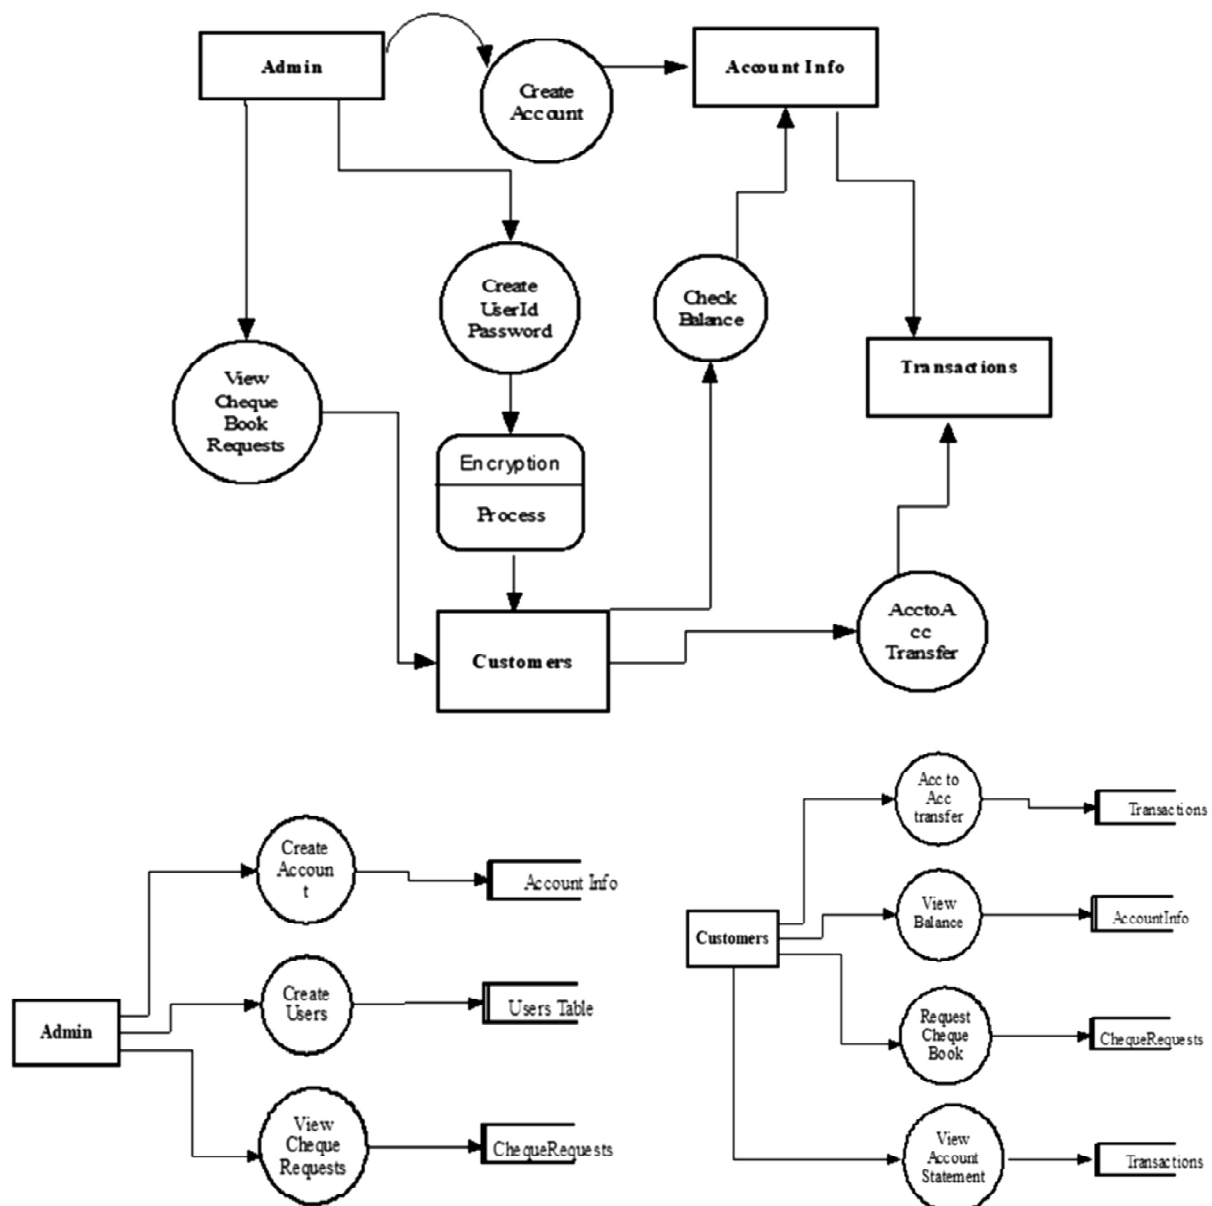 Admin
Create
Account
Account Info
Create
UserId
Password
Check
Balance
Transactions
View
Cheque
Book
Requests
Encryption
Process
Customers
AcctoA
cc
Transfer
Create
Accoun
t
Account Info
Admin
Create
Users
Users Table
View
Cheque
Requests
ChequeRequests
Acc to
Acc
transfer
Transactions
Customers
View
Balance
AccountInfo
Request
Cheque
Book
ChequeRequests
View
Account
Statement
Transactions